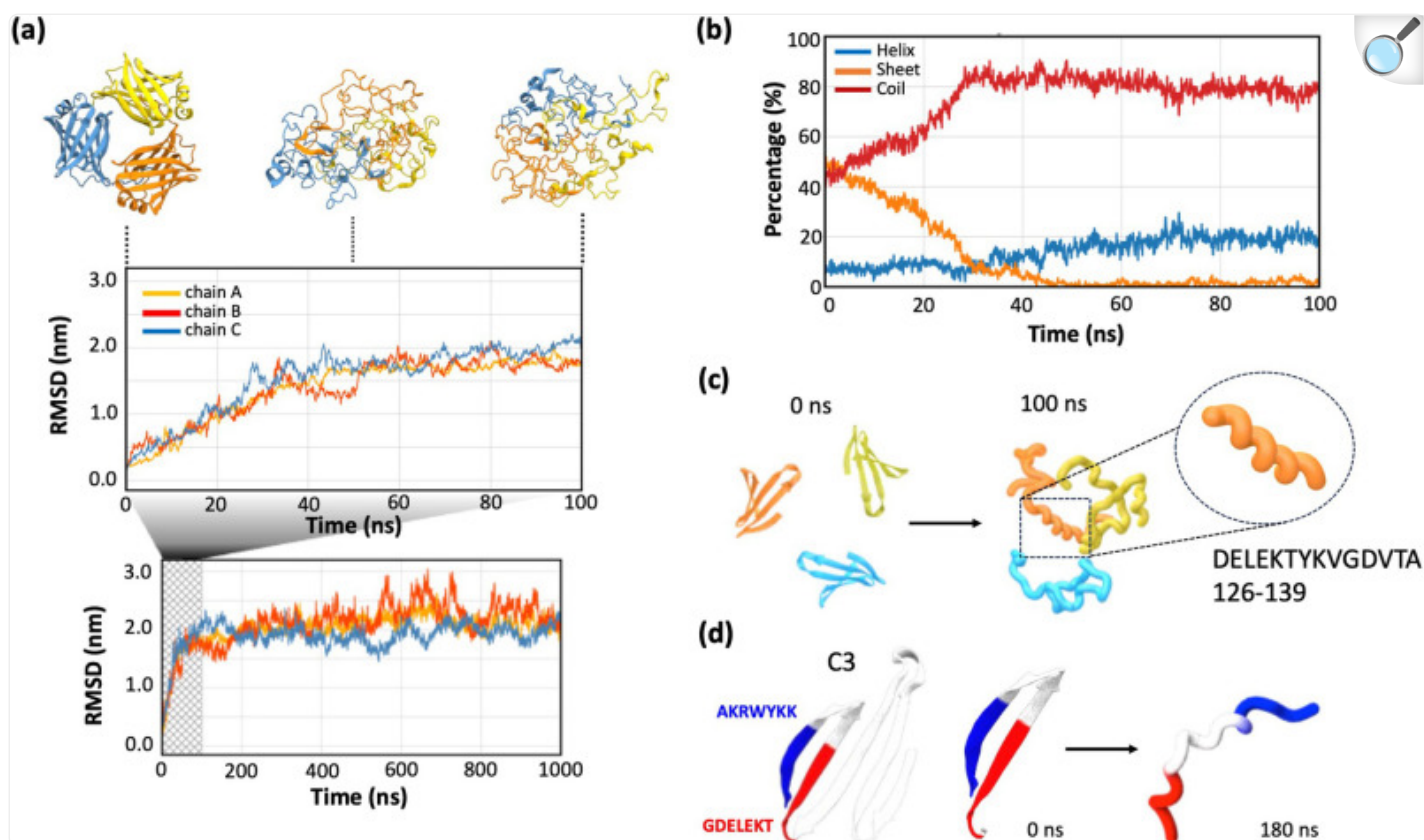 (a)
3.0
2.0
1.0
0.0
RMSD (nm)
chain A
chain B
chain C
0 20 40 60 80 100
Time (ns)
3.0
2.0
1.0
0.0
RMSD (nm)
0 200 400 600 800 1000
Time (ns)
(b)
100
80
60
40
20
0
Percentage (%)
Helix
Sheet
Coil
0 20 40 60 80 100
Time (ns)
(c)
0 ns
100 ns
DELEKTYKVGDVTA
126-139
(d)
C3
AKRWYKK
GDELEKT
0 ns
180 ns